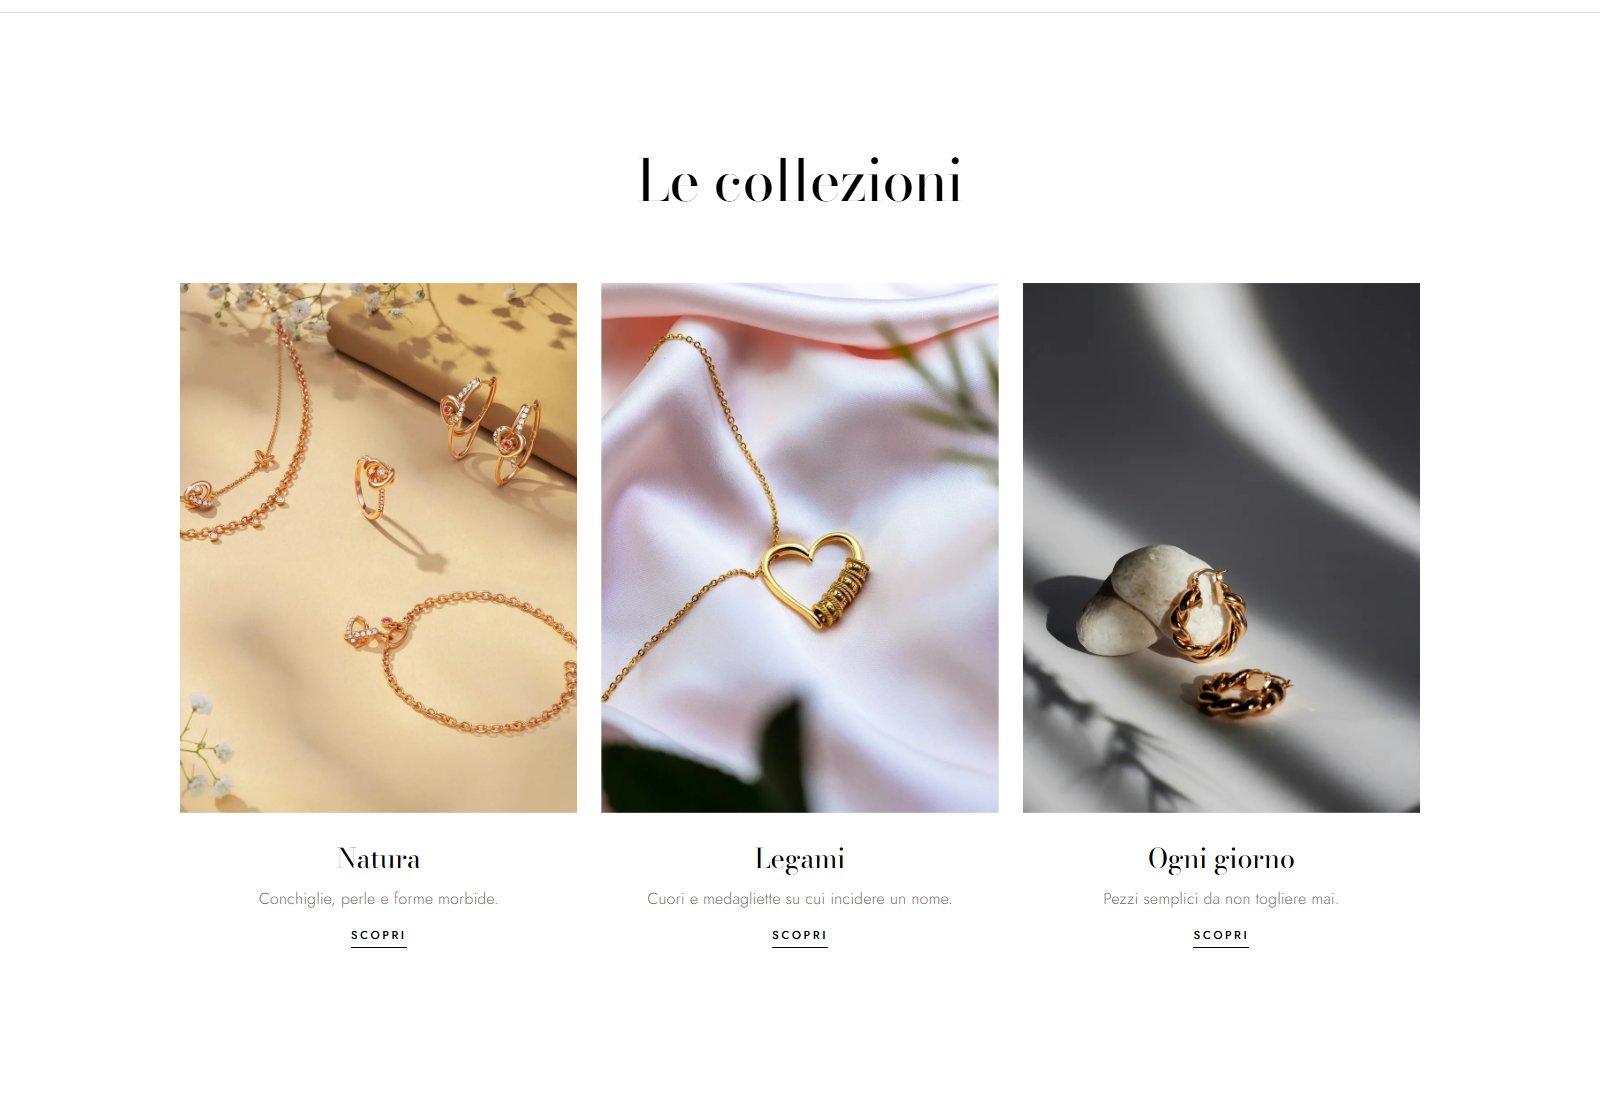 Le collezioni
Natura
Legami
Ogni giorno
Conchiglie, perle e forme morbide.
Cuori e medagliette su cui incidere un nome.
Pezzi semplici da non togliere mai.
SCOPRI
SCOPRI
SCOPRI